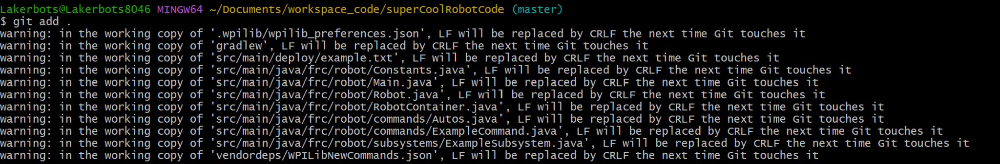 Lakerbots@Lakerbots8046 MINGW64 ~/Documents/workspace_code/superCoolRobotCode (master)
$ git add .
warning: in the working copy of '.wpilib/wpilib_preferences.json', LF will be replaced by CRLF the next time Git touches it
warning: in the working copy of 'gradlew', LF will be replaced by CRLF the next time Git touches it
warning: in the working copy of 'src/main/deploy/example.txt', LF will be replaced by CRLF the next time Git touches it
warning: in the working copy of 'src/main/java/frc/robot/Constants.java', LF will be replaced by CRLF the next time Git touches it
warning: in the working copy of 'src/main/java/frc/robot/Main.java', LF will be replaced by CRLF the next time Git touches it
warning: in the working copy of 'src/main/java/frc/robot/Robot.java', LF will be replaced by CRLF the next time Git touches it
warning: in the working copy of 'src/main/java/frc/robot/RobotContainer.java', LF will be replaced by CRLF the next time Git touches it
warning: in the working copy of 'src/main/java/frc/robot/commands/Autos.java', LF will be replaced by CRLF the next time Git touches it
warning: in the working copy of 'src/main/java/frc/robot/commands/ExampleCommand.java', LF will be replaced by CRLF the next time Git touches it
warning: in the working copy of 'src/main/java/frc/robot/subsystems/ExampleSubsystem.java', LF will be replaced by CRLF the next time Git touches it
warning: in the working copy of 'vendordeps/WPILibNewCommands.json', LF will be replaced by CRLF the next time Git touches it